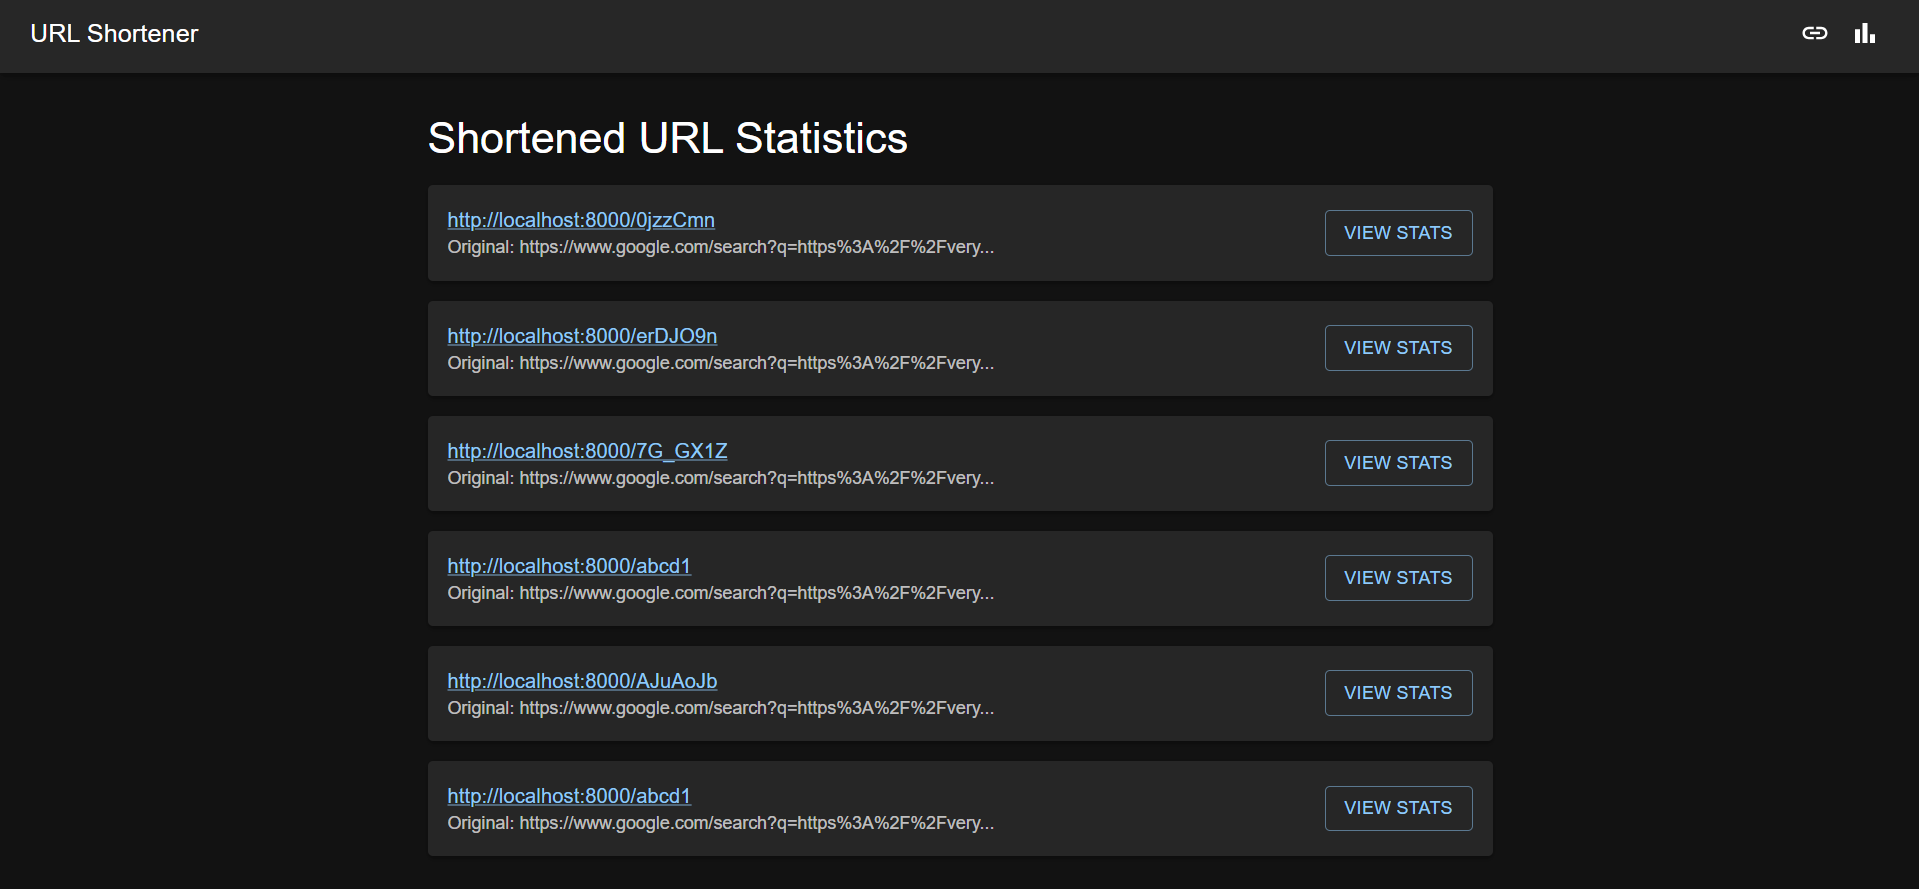 URL Shortener
Shortened URL Statistics
http://localhost:8000/0jzzCmn
Original: https://www.google.com/search?q=https%3A%2F%2Fvery...
VIEW STATS
http://localhost:8000/erDJO9n
Original: https://www.google.com/search?q=https%3A%2F%2Fvery...
VIEW STATS
http://localhost:8000/7G_GX1Z
Original: https://www.google.com/search?q=https%3A%2F%2Fvery...
VIEW STATS
http://localhost:8000/abcd1
Original: https://www.google.com/search?q=https%3A%2F%2Fvery...
VIEW STATS
http://localhost:8000/AJuAoJb
Original: https://www.google.com/search?q=https%3A%2F%2Fvery...
VIEW STATS
http://localhost:8000/abcd1
Original: https://www.google.com/search?q=https%3A%2F%2Fvery...
VIEW STATS